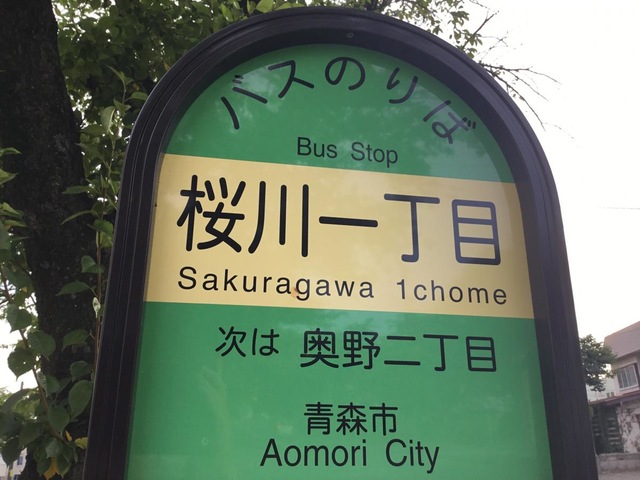 バスのりば
Bus Stop
桜川一丁目
Sakuragawa 1chome
次は 奥野二丁目
青森市
Aomori City